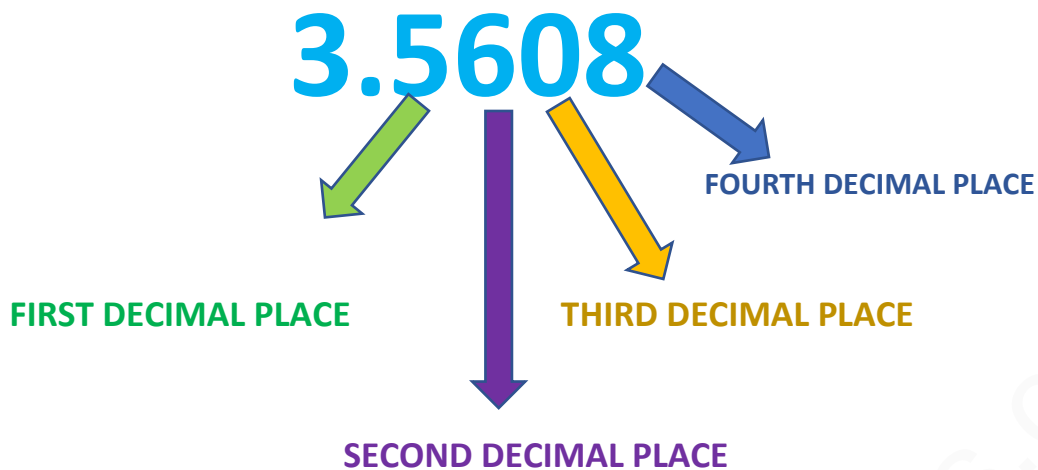 3.5608
FOURTH DECIMAL PLACE
FIRST DECIMAL PLACE
THIRD DECIMAL PLACE
SECOND DECIMAL PLACE